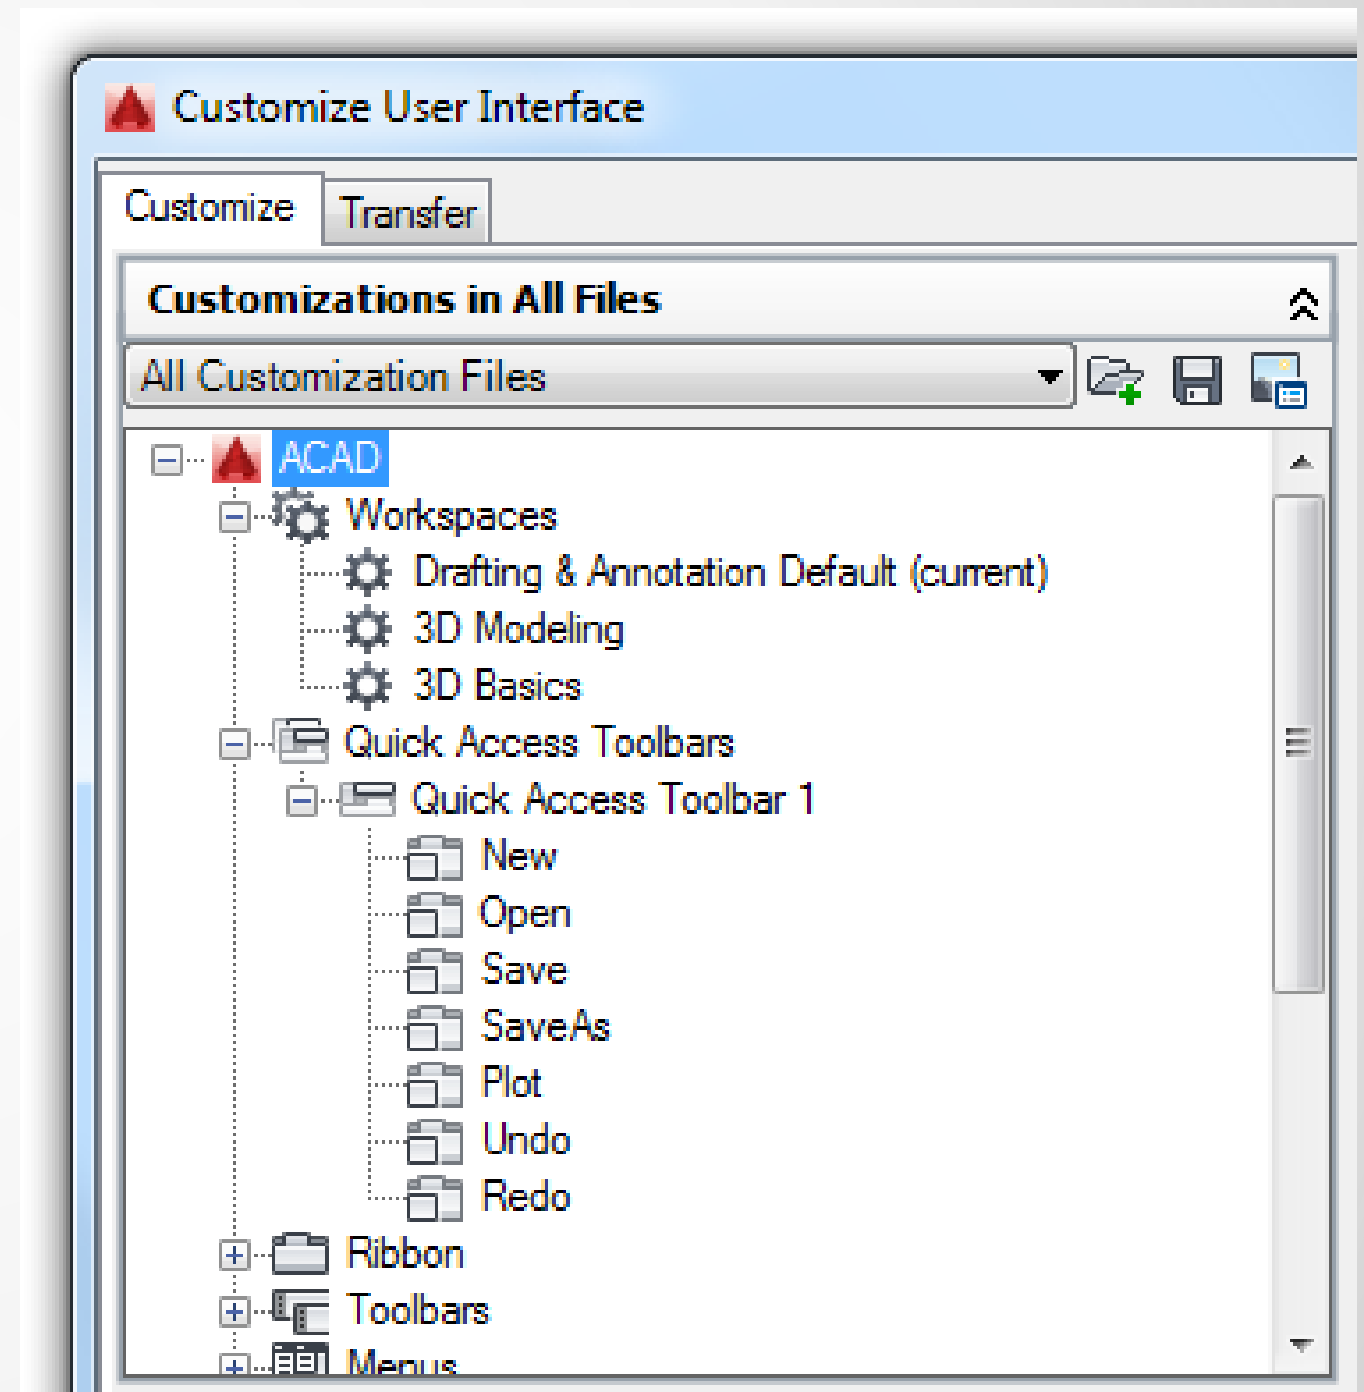 Customize User Interface
Customize Transfer
Customizations in All Files
All Customization Files
ACAD
Workspaces
Drafting & Annotation Default (current)
3D Modeling
3D Basics
Quick Access Toolbars
Quick Access Toolbar 1
New
Open
Save
SaveAs
Plot
Undo
Redo
Ribbon
Toolbars
Menus